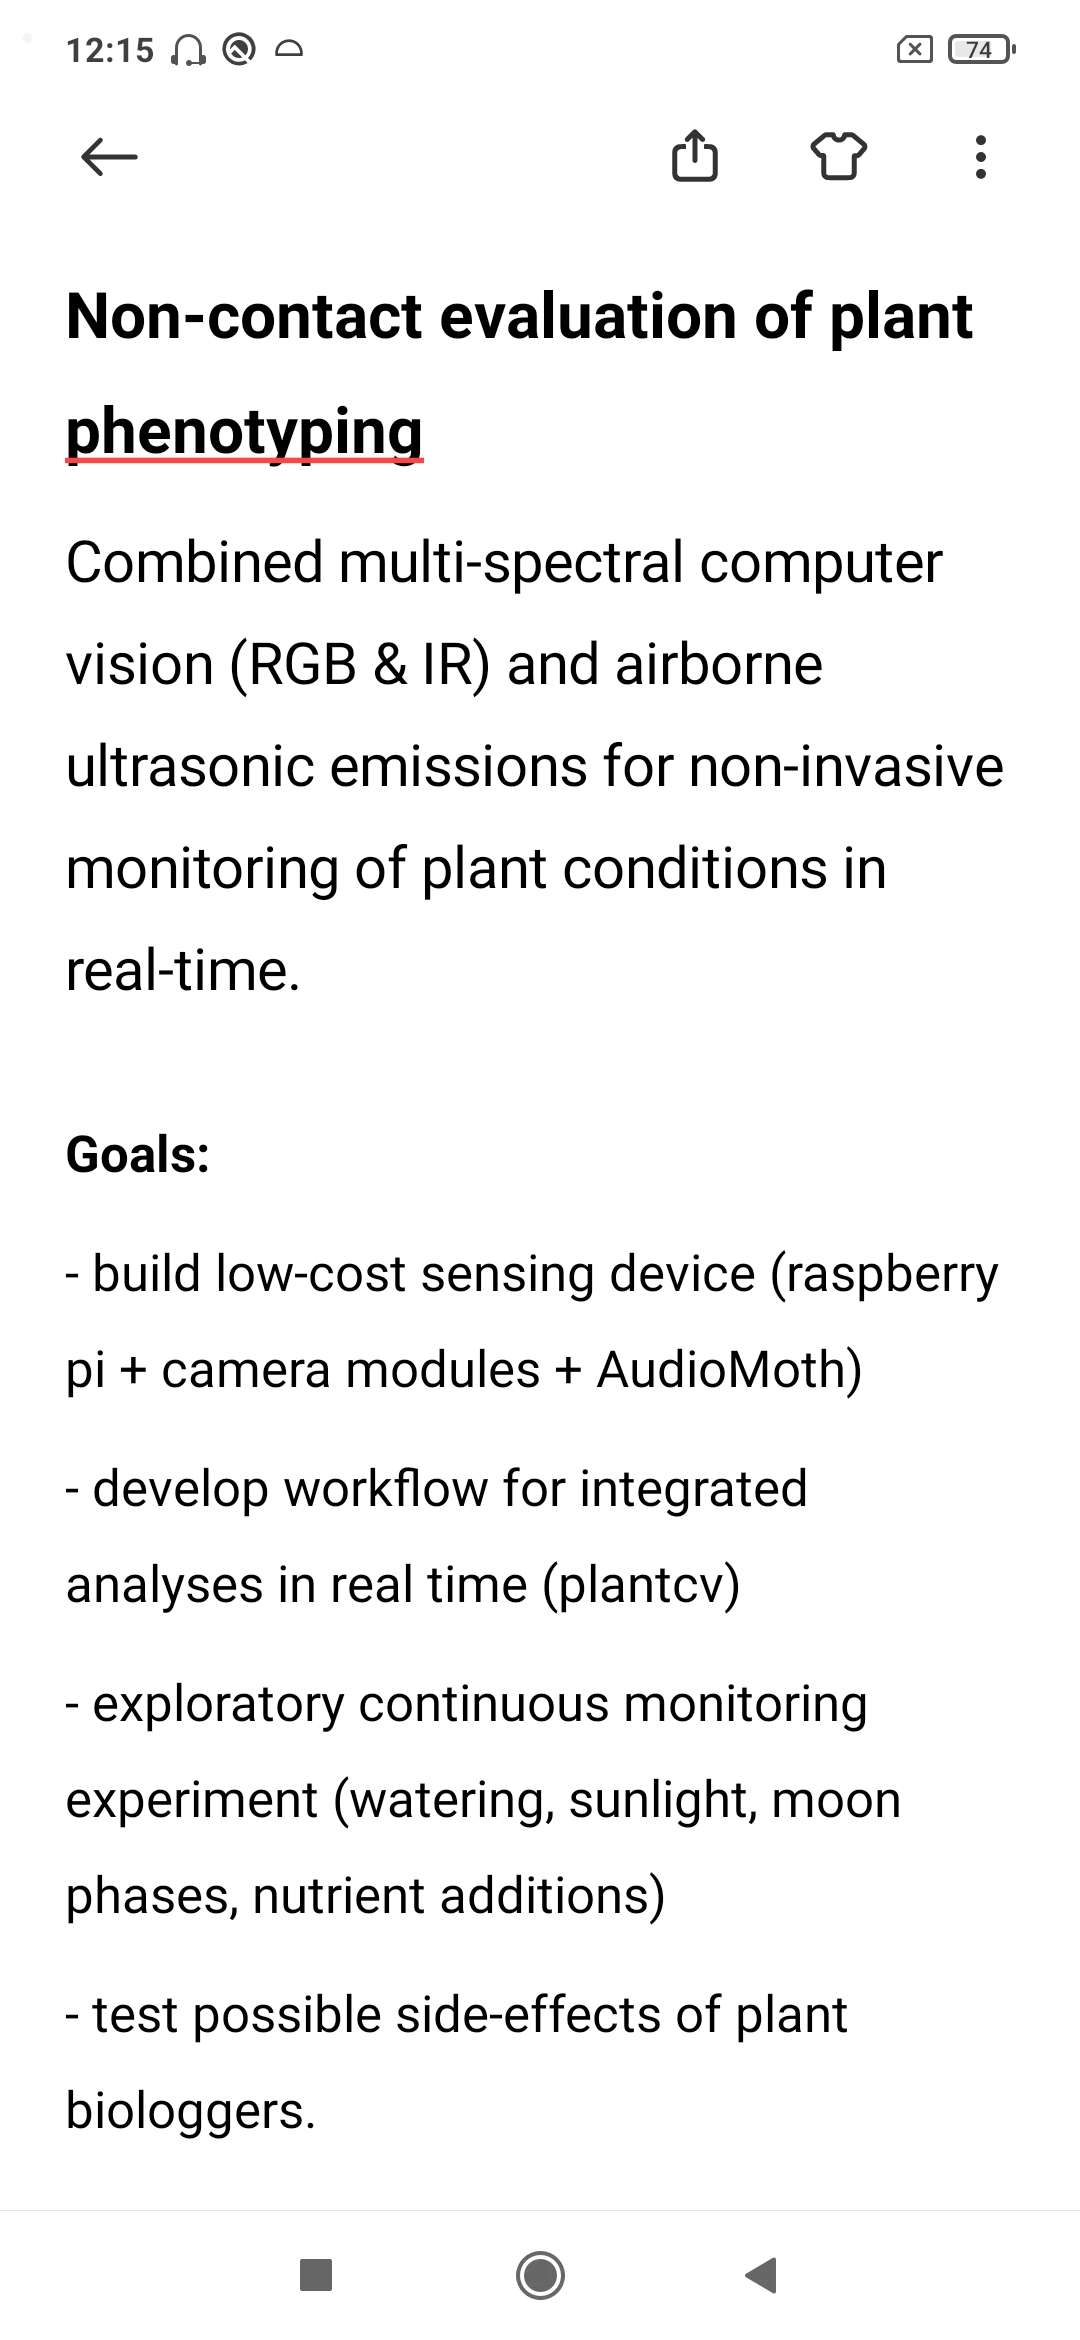 12:15
74
Non-contact evaluation of plant
phenotyping
Combined multi-spectral computer
vision (RGB & IR) and airborne
ultrasonic emissions for non-invasive
monitoring of plant conditions in
real-time.
Goals:
- build low-cost sensing device (raspberry
pi + camera modules + AudioMoth)
- develop workflow for integrated
analyses in real time (plantcv)
- exploratory continuous monitoring
experiment (watering, sunlight, moon
phases, nutrient additions)
- test possible side-effects of plant
biologgers.